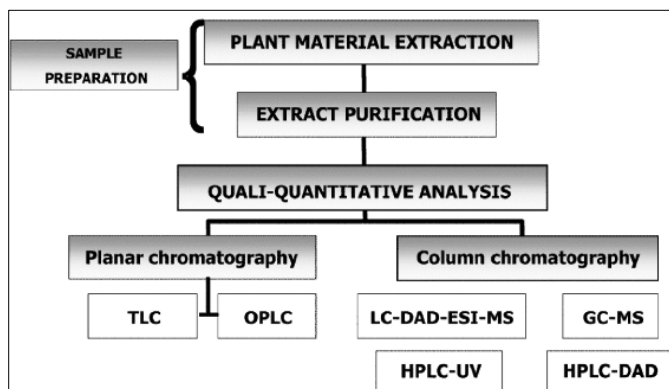 PLANT MATERIAL EXTRACTION
SAMPLE
PREPARATION
EXTRACT PURIFICATION
QUALI-QUANTITATIVE ANALYSIS
Planar chromatography
Column chromatography
TLC
OPLC
LC-DAD-ESI-MS
GC-MS
HPLC-UV
HPLC-DAD